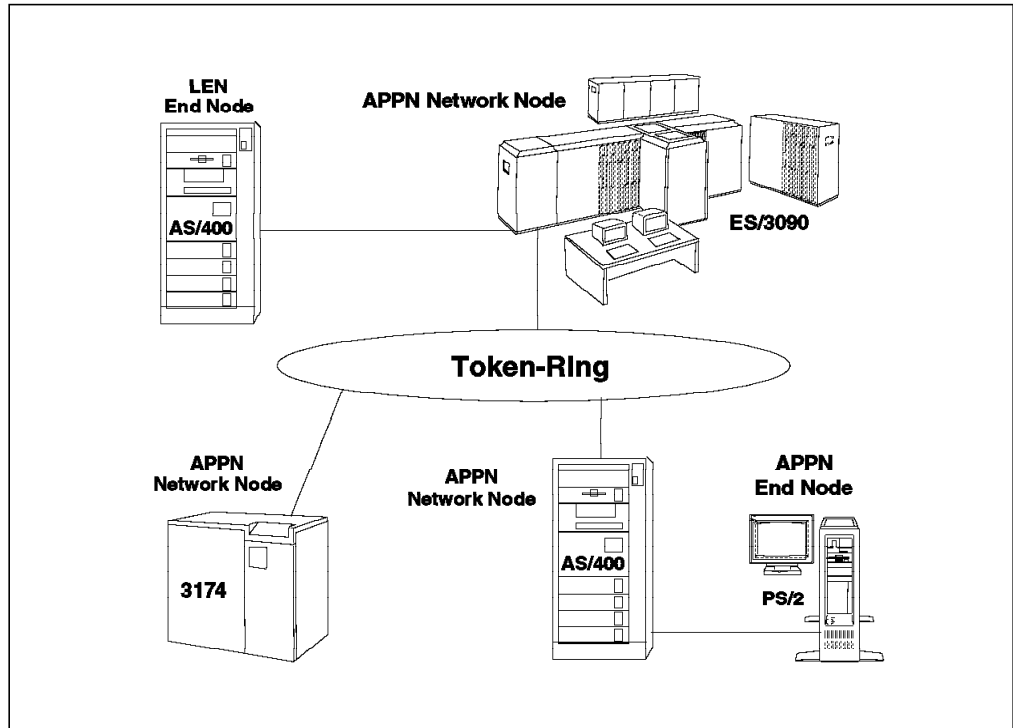 LEN
End Node
APPN Network Node
AS/400
ES/3090
Token-Ring
APPN
Network Node
3174
APPN
Network Node
AS/400
APPN
End Node
PS/2